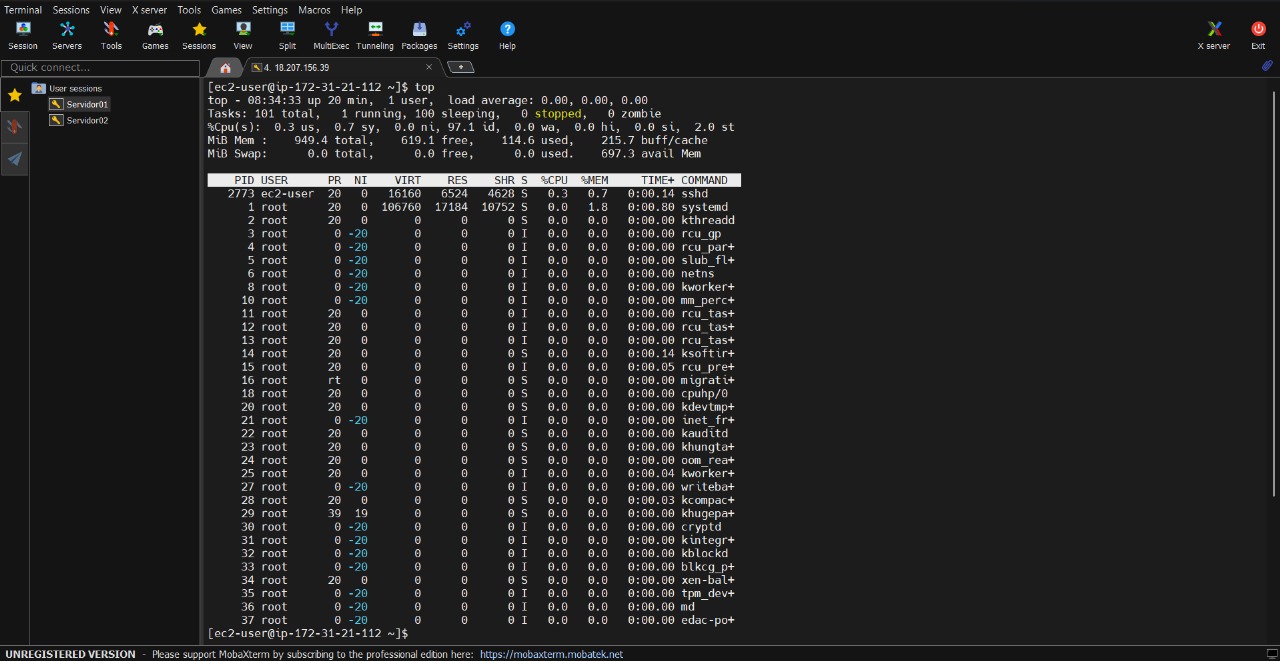 Terminal Sessions View X server Tools Games Settings Macros Help
Session Servers Tools Games Sessions View Split MultiExec Tunneling Packages Settings Help X server Exit
Quick connect...
4. 18.207.156.39
User sessions
Servidor01
Servidor02
[ec2-user@ip-172-31-21-112 ~]$ top
top - 08:34:33 up 20 min,  1 user,  load average: 0.00, 0.00, 0.00
Tasks: 101 total,   1 running, 100 sleeping,   0 stopped,   0 zombie
%Cpu(s):  0.3 us,  0.7 sy,  0.0 ni, 97.1 id,  0.0 wa,  0.0 hi,  0.0 si,  2.0 st
MiB Mem :    949.4 total,    619.1 free,    114.6 used,    215.7 buff/cache
MiB Swap:      0.0 total,      0.0 free,      0.0 used.    697.3 avail Mem
PID USER      PR  NI    VIRT    RES    SHR S  %CPU  %MEM     TIME+ COMMAND
2773 ec2-user  20   0   16160   6524   4628 S   0.3   0.7   0:00.14 sshd
1 root      20   0  106760  17184  10752 S   0.0   1.8   0:00.80 systemd
2 root      20   0       0      0      0 S   0.0   0.0   0:00.00 kthreadd
3 root       0 -20       0      0      0 I   0.0   0.0   0:00.00 rcu_gp
4 root       0 -20       0      0      0 I   0.0   0.0   0:00.00 rcu_par+
5 root       0 -20       0      0      0 I   0.0   0.0   0:00.00 slub_fl+
6 root       0 -20       0      0      0 I   0.0   0.0   0:00.00 netns
8 root       0 -20       0      0      0 I   0.0   0.0   0:00.00 kworker+
10 root       0 -20       0      0      0 I   0.0   0.0   0:00.00 mm_perc+
11 root      20   0       0      0      0 I   0.0   0.0   0:00.00 rcu_tas+
12 root      20   0       0      0      0 I   0.0   0.0   0:00.00 rcu_tas+
13 root      20   0       0      0      0 I   0.0   0.0   0:00.00 rcu_tas+
14 root      20   0       0      0      0 S   0.0   0.0   0:00.14 ksoftir+
15 root      20   0       0      0      0 I   0.0   0.0   0:00.05 rcu_pre+
16 root      rt   0       0      0      0 S   0.0   0.0   0:00.00 migrati+
18 root      20   0       0      0      0 S   0.0   0.0   0:00.00 cpuhp/0
20 root      20   0       0      0      0 S   0.0   0.0   0:00.00 kdevtmp+
21 root       0 -20       0      0      0 I   0.0   0.0   0:00.00 inet_fr+
22 root      20   0       0      0      0 S   0.0   0.0   0:00.00 kauditd
23 root      20   0       0      0      0 S   0.0   0.0   0:00.00 khungta+
24 root      20   0       0      0      0 S   0.0   0.0   0:00.00 oom_rea+
25 root      20   0       0      0      0 I   0.0   0.0   0:00.04 kworker+
27 root       0 -20       0      0      0 I   0.0   0.0   0:00.00 writeba+
28 root      20   0       0      0      0 S   0.0   0.0   0:00.03 kcompac+
29 root      39  19       0      0      0 S   0.0   0.0   0:00.00 khugepa+
30 root       0 -20       0      0      0 I   0.0   0.0   0:00.00 cryptd
31 root       0 -20       0      0      0 I   0.0   0.0   0:00.00 kintegr+
32 root       0 -20       0      0      0 I   0.0   0.0   0:00.00 kblockd
33 root       0 -20       0      0      0 I   0.0   0.0   0:00.00 blkcg_p+
34 root      20   0       0      0      0 S   0.0   0.0   0:00.00 xen-bal+
35 root       0 -20       0      0      0 I   0.0   0.0   0:00.00 tpm_dev+
36 root       0 -20       0      0      0 I   0.0   0.0   0:00.00 md
37 root       0 -20       0      0      0 I   0.0   0.0   0:00.00 edac-po+
[ec2-user@ip-172-31-21-112 ~]$
UNREGISTERED VERSION - Please support MobaXterm by subscribing to the professional edition here: https://mobaxterm.mobatek.net